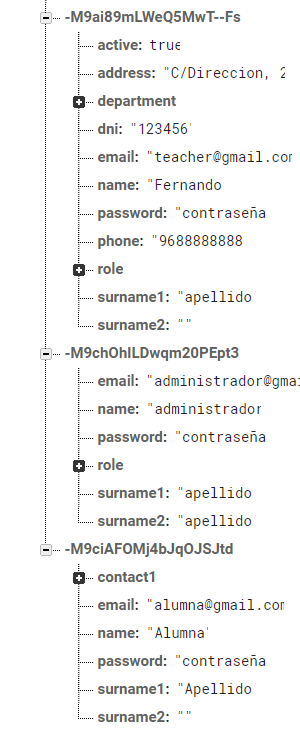 -M9ai89mLWeQ5MwT--Fs
active: true
address: "C/Direccion, 2
department
dni: "123456'
email: "teacher@gmail.com
name: "Fernando
password: "contraseña
phone: "9688888888
role
surname1: "apellido
surname2: ""
-M9chOhILDwqm20PEpt3
email: "administrador@gmai
name: "administrador
password: "contraseña
role
surname1: "apellido
surname2: "apellido
-M9ciAFOMj4bJqOJSJtd
contact1
email: "alumna@gmail.com
name: "Alumna'
password: "contraseña
surname1: "Apellido
surname2: ""